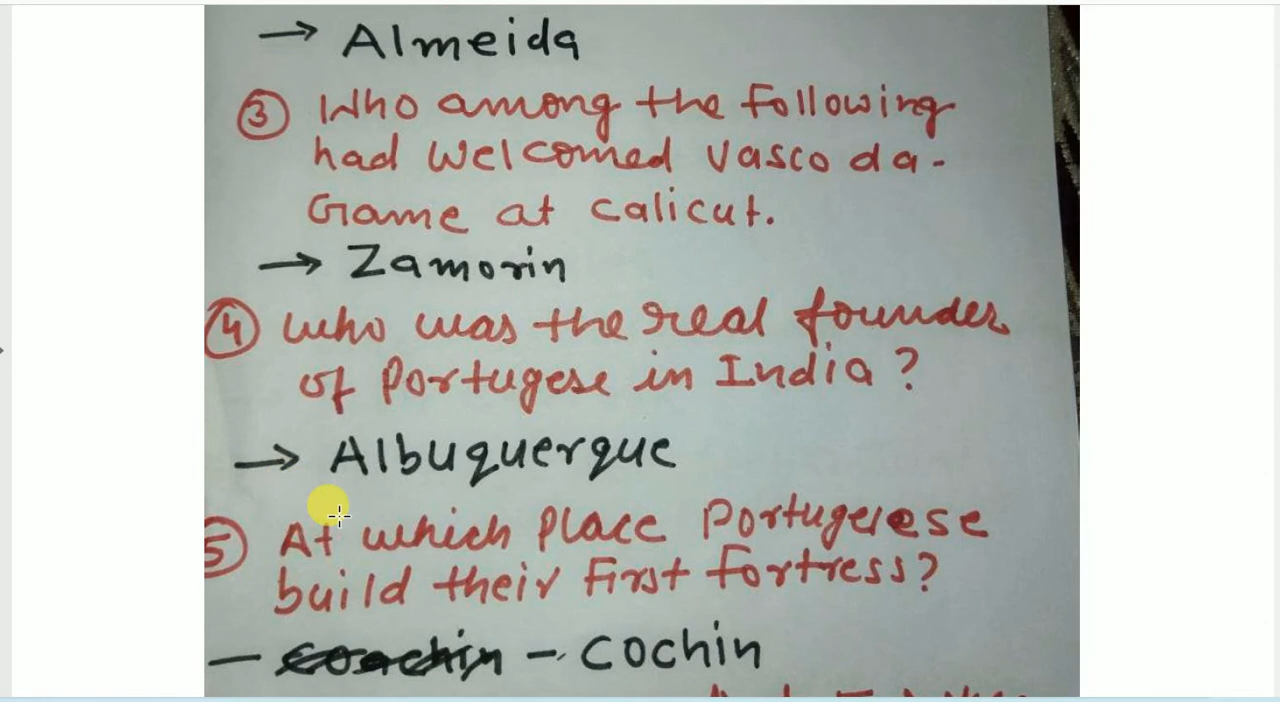 → Almeida
③ Who among the following
had welcomed Vasco da-
Game at calicut.
→ Zamorin
④ who was the real founder
of Portugese in India ?
→ Albuquerque
⑤ At which place Portugerese
build their First fortress?
- Coachin - Cochin